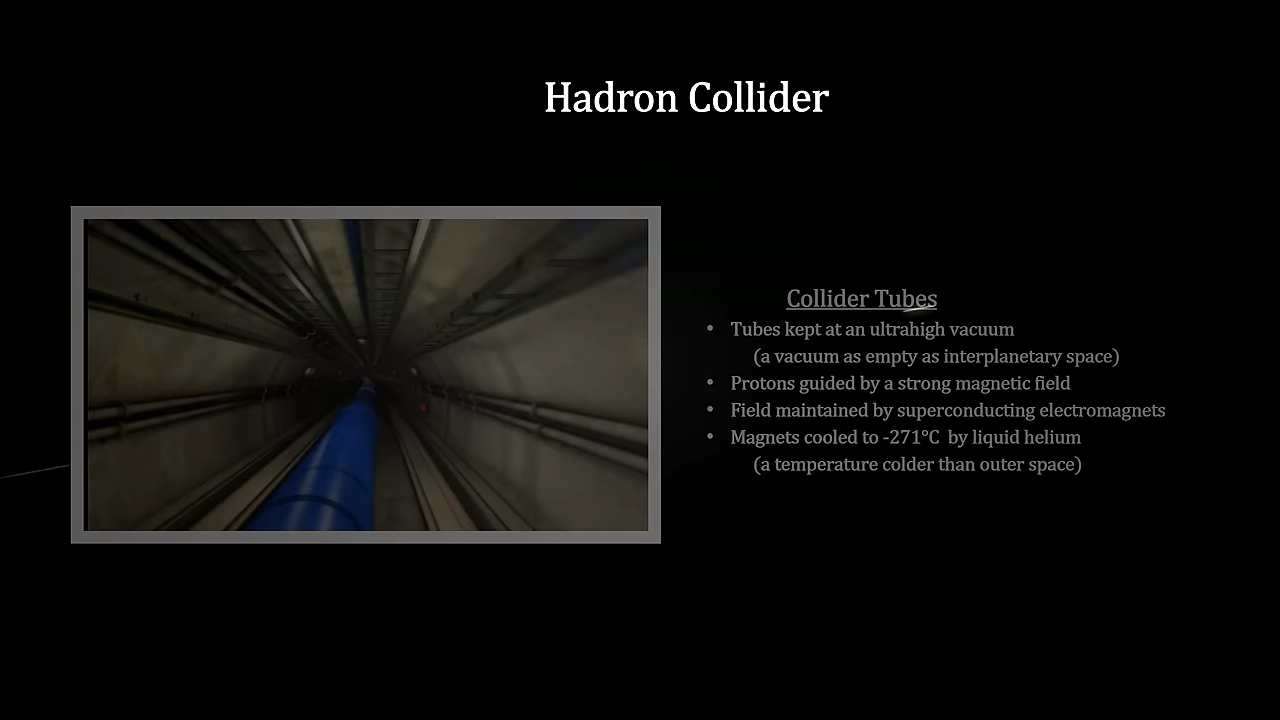 Hadron Collider
Collider Tubes
• Tubes kept at an ultrahigh vacuum
(a vacuum as empty as interplanetary space)
• Protons guided by a strong magnetic field
• Field maintained by superconducting electromagnets
• Magnets cooled to -271°C  by liquid helium
(a temperature colder than outer space)